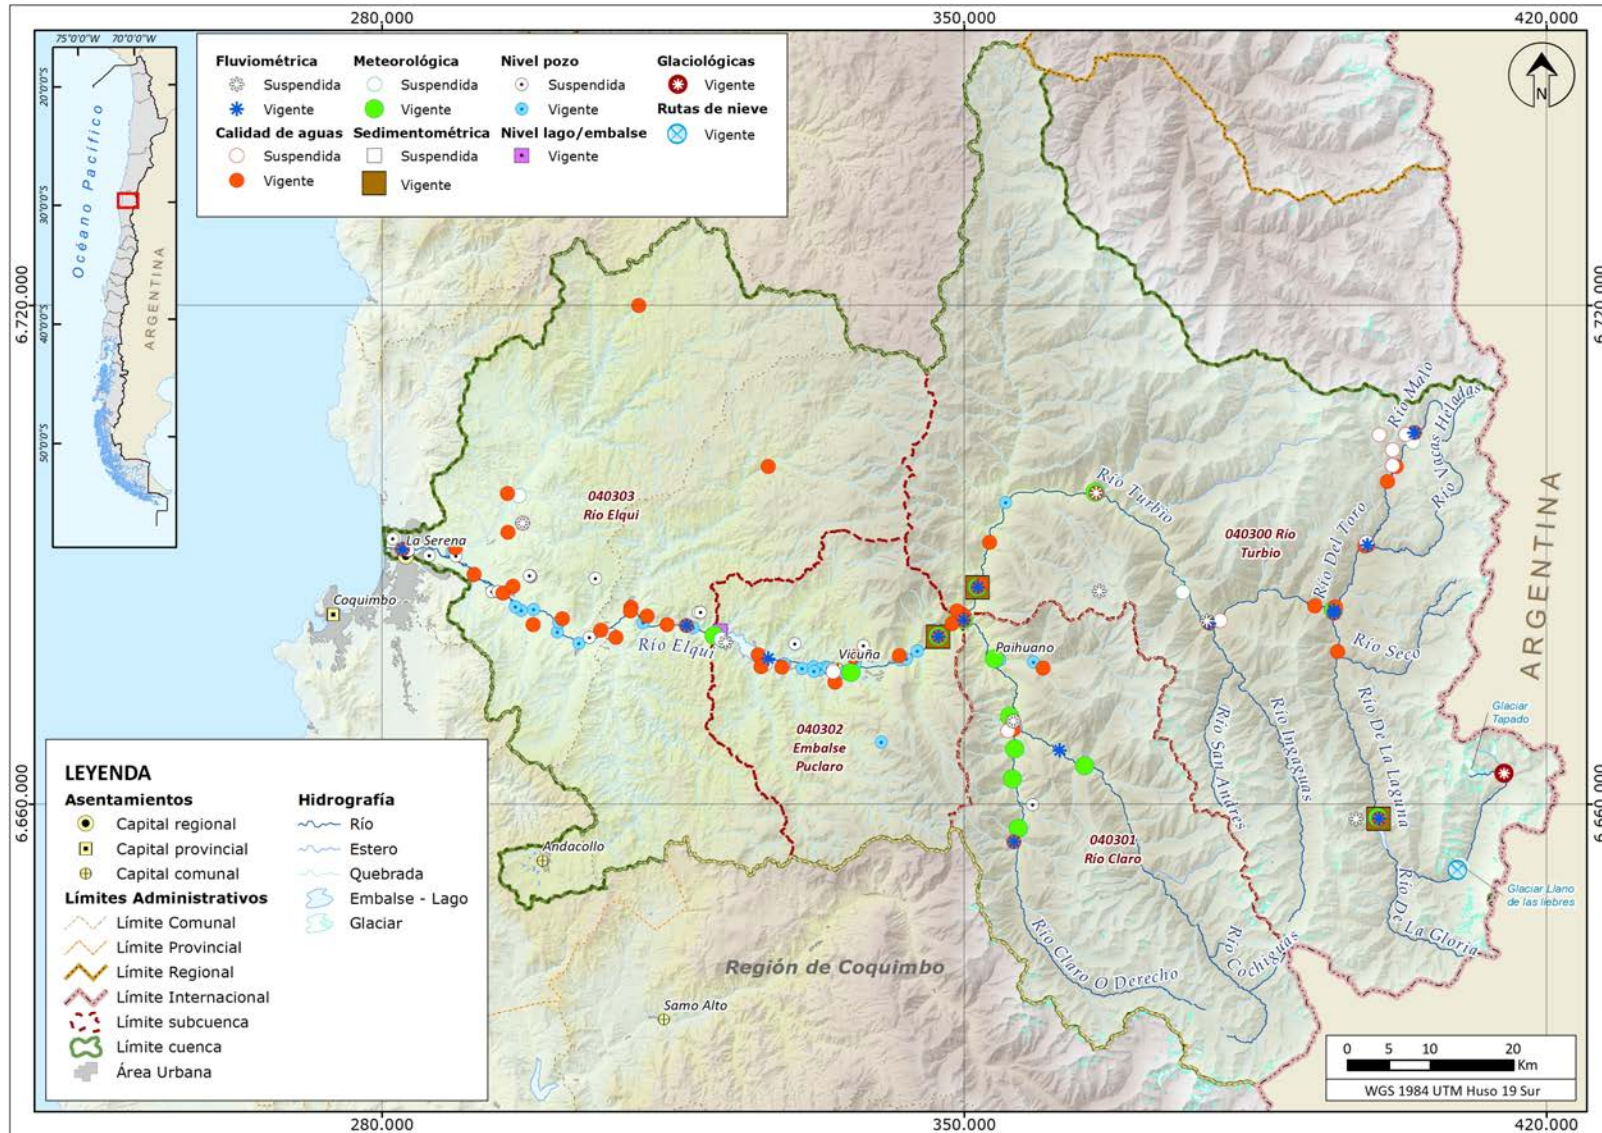 280.000
350.000
420.000
75°0'0"W
70°0'0"W
20°0'0"S
30°0'0"S
40°0'0"S
50°0'0"S
Océano Pacífico
ARGENTINA
Fluviométrica
Suspendida
Vigente
Calidad de aguas
Suspendida
Vigente
Meteorológica
Suspendida
Vigente
Sedimentométrica
Suspendida
Vigente
Nivel pozo
Suspendida
Vigente
Nivel lago/embalse
Vigente
Glaciológicas
Vigente
Rutas de nieve
Vigente
N
6.720.000
6.720.000
Río Malo
Río Vacas Heladas
040303
Río Elqui
Río Turbio
040300 Río
Turbio
Río Del Toro
La Serena
Coquimbo
Río Elqui
Vicuña
Paihuano
Río Seco
ARGENTINA
040302
Embalse
Puclaro
Río San Andres
Río Ingaguas
Río De La Laguna
Glaciar
Tapado
6.660.000
6.660.000
040301
Río Claro
Andacollo
Glaciar Llano
de las liebres
Río De La Gloria
Río Claro O Derecho
Río Cochiguas
Región de Coquimbo
Samo Alto
LEYENDA
Asentamientos
Capital regional
Capital provincial
Capital comunal
Límites Administrativos
Límite Comunal
Límite Provincial
Límite Regional
Límite Internacional
Límite subcuenca
Límite cuenca
Área Urbana
Hidrografía
Río
Estero
Quebrada
Embalse - Lago
Glaciar
0 5 10 20
Km
WGS 1984 UTM Huso 19 Sur
280.000
350.000
420.000